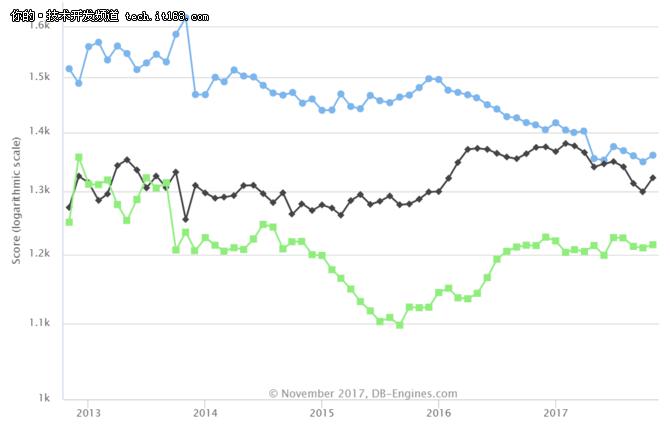 你的·技术开发频道 tech.it168.com
1.6k
1.5k
1.4k
1.3k
1.2k
1.1k
1k
Score (logarithmic scale)
© November 2017, DB-Engines.com
2013 2014 2015 2016 2017